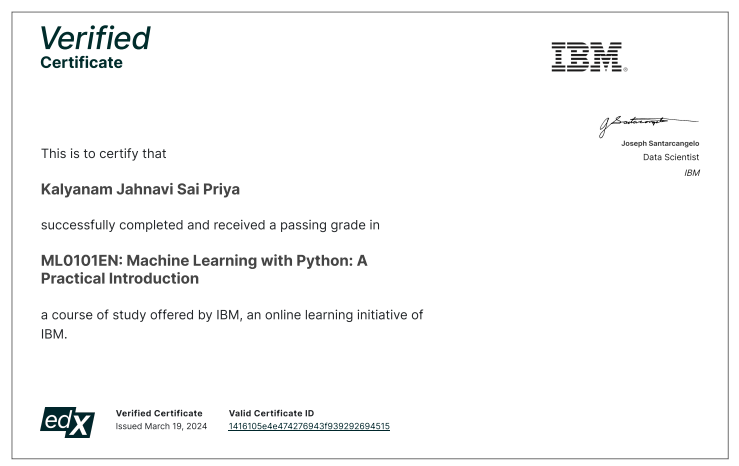 Verified
Certificate
IBM®
J Santarcangelo
Joseph Santarcangelo
Data Scientist
IBM
This is to certify that
Kalyanam Jahnavi Sai Priya
successfully completed and received a passing grade in
ML0101EN: Machine Learning with Python: A
Practical Introduction
a course of study offered by IBM, an online learning initiative of
IBM.
edX
Verified Certificate
Issued March 19, 2024
Valid Certificate ID
1416105e4e474276943f939292694515